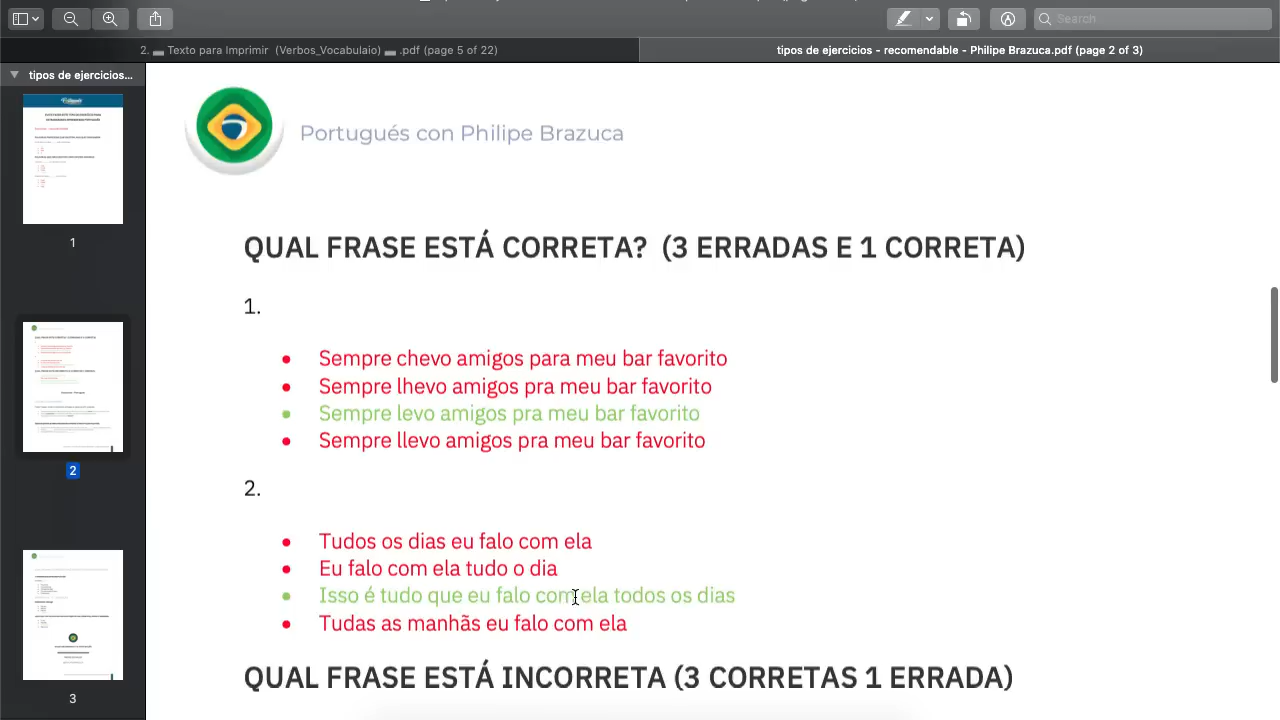 Search
2. Texto para Imprimir (Verbos_Vocabulaio) .pdf (page 5 of 22)
tipos de ejercicios - recomendable - Philipe Brazuca.pdf (page 2 of 3)
tipos de ejercicios...
1
2
3
Portugués con Philipe Brazuca
QUAL FRASE ESTÁ CORRETA? (3 ERRADAS E 1 CORRETA)
1.
Sempre chevo amigos para meu bar favorito
Sempre lhevo amigos pra meu bar favorito
Sempre levo amigos pra meu bar favorito
Sempre llevo amigos pra meu bar favorito
2.
Tudos os dias eu falo com ela
Eu falo com ela tudo o dia
Isso é tudo que eu falo com ela todos os dias
Tudas as manhãs eu falo com ela
QUAL FRASE ESTÁ INCORRETA (3 CORRETAS 1 ERRADA)